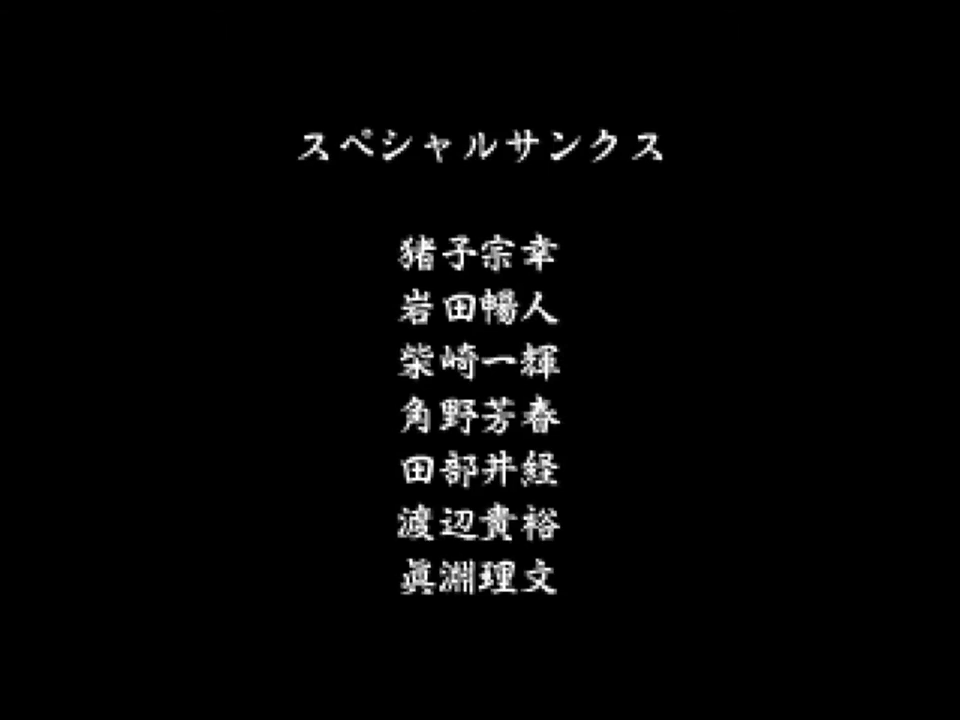 スペシャルサンクス
猪子宗幸
岩田暢人
柴崎一輝
角野芳春
田部井経
渡辺貴裕
眞淵理文